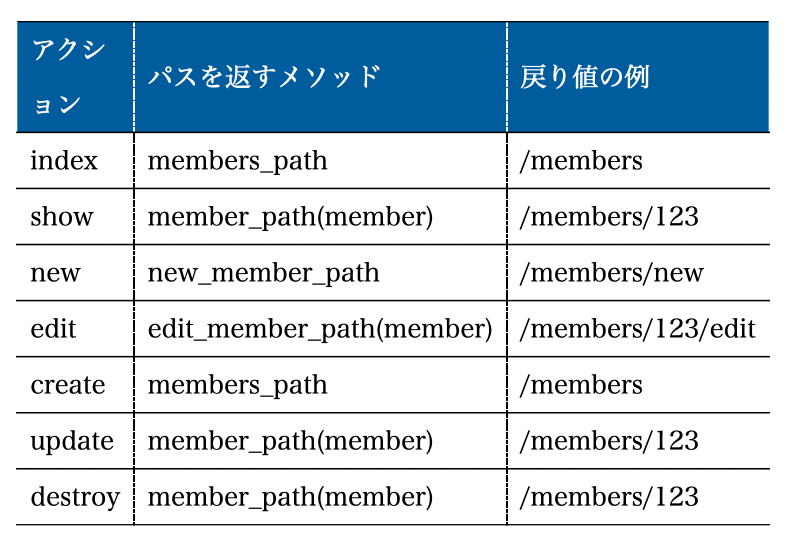 アクシ
ョン
パスを返すメソッド
戻り値の例
index members_path /members
show member_path(member) /members/123
new new_member_path /members/new
edit edit_member_path(member) /members/123/edit
create members_path /members
update member_path(member) /members/123
destroy member_path(member) /members/123